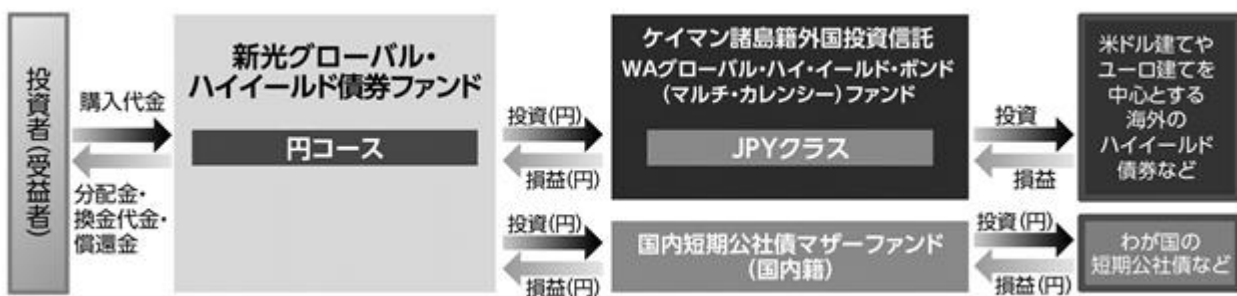 投資者(受益者)
購入代金
分配金・
換金代金・
償還金
新光グローバル・
ハイイールド債券ファンド
円コース
投資(円)
損益(円)
投資(円)
損益(円)
ケイマン諸島籍外国投資信託
WAグローバル・ハイ・イールド・ボンド
(マルチ・カレンシー)ファンド
JPYクラス
国内短期公社債マザーファンド
(国内籍)
投資
損益
投資(円)
損益(円)
米ドル建てや
ユーロ建てを
中心とする
海外の
ハイイールド
債券など
わが国の
短期公社債など